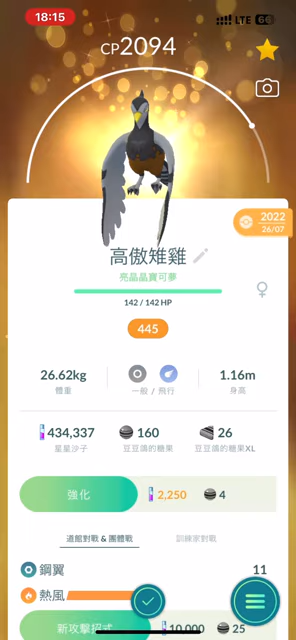 18:15
LTE 66
CP2094
2022
26/07
高傲雉雞
亮晶晶寶可夢
142 / 142 HP
445
26.62kg
一般 / 飛行
1.16m
體重
身高
434,337
160
26
星星沙子
豆豆鴿的糖果
豆豆鴿的糖果XL
強化
2,250
4
道館對戰 & 團體戰
訓練家對戰
鋼翼
11
熱風
新攻擊招式
10,000
25